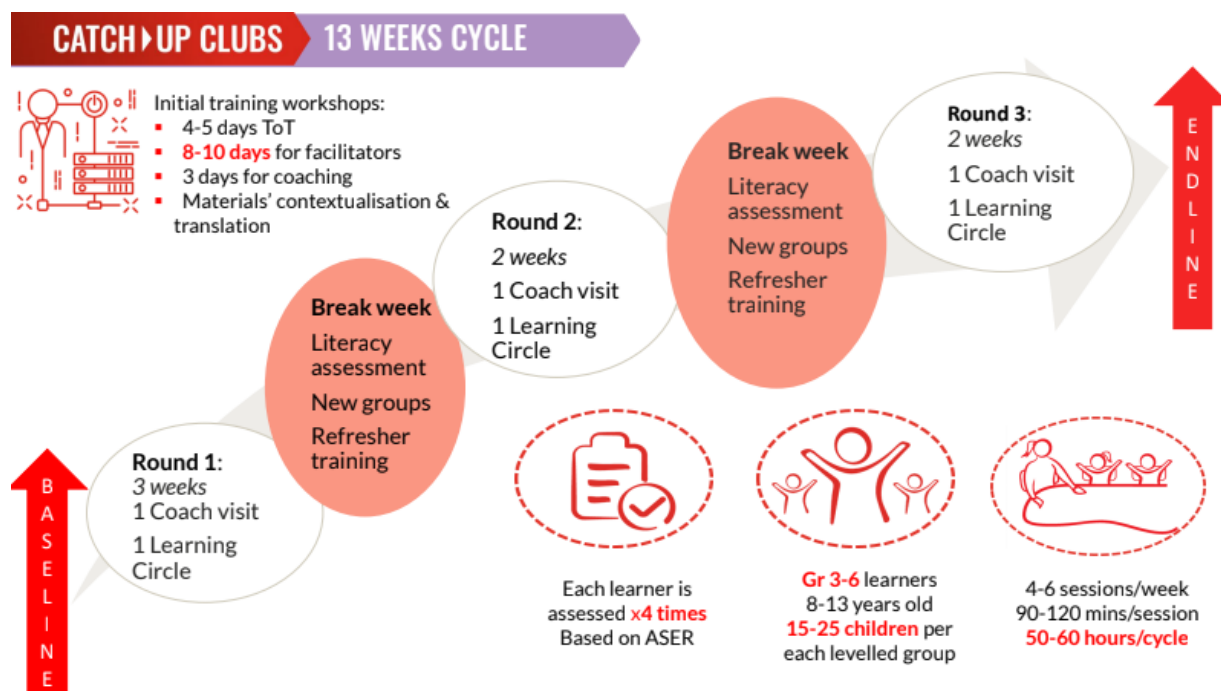 CATCH▸UP CLUBS
13 WEEKS CYCLE
Initial training workshops:
▪ 4-5 days ToT
▪ 8-10 days for facilitators
▪ 3 days for coaching
▪ Materials’ contextualisation &
translation
BASELINE
Round 1:
3 weeks
1 Coach visit
1 Learning
Circle
Break week
Literacy
assessment
New groups
Refresher
training
Round 2:
2 weeks
1 Coach visit
1 Learning
Circle
Break week
Literacy
assessment
New groups
Refresher
training
Round 3:
2 weeks
1 Coach visit
1 Learning
Circle
ENDLINE
Each learner is
assessed x4 times
Based on ASER
Gr 3-6 learners
8-13 years old
15-25 children per
each levelled group
4-6 sessions/week
90-120 mins/session
50-60 hours/cycle